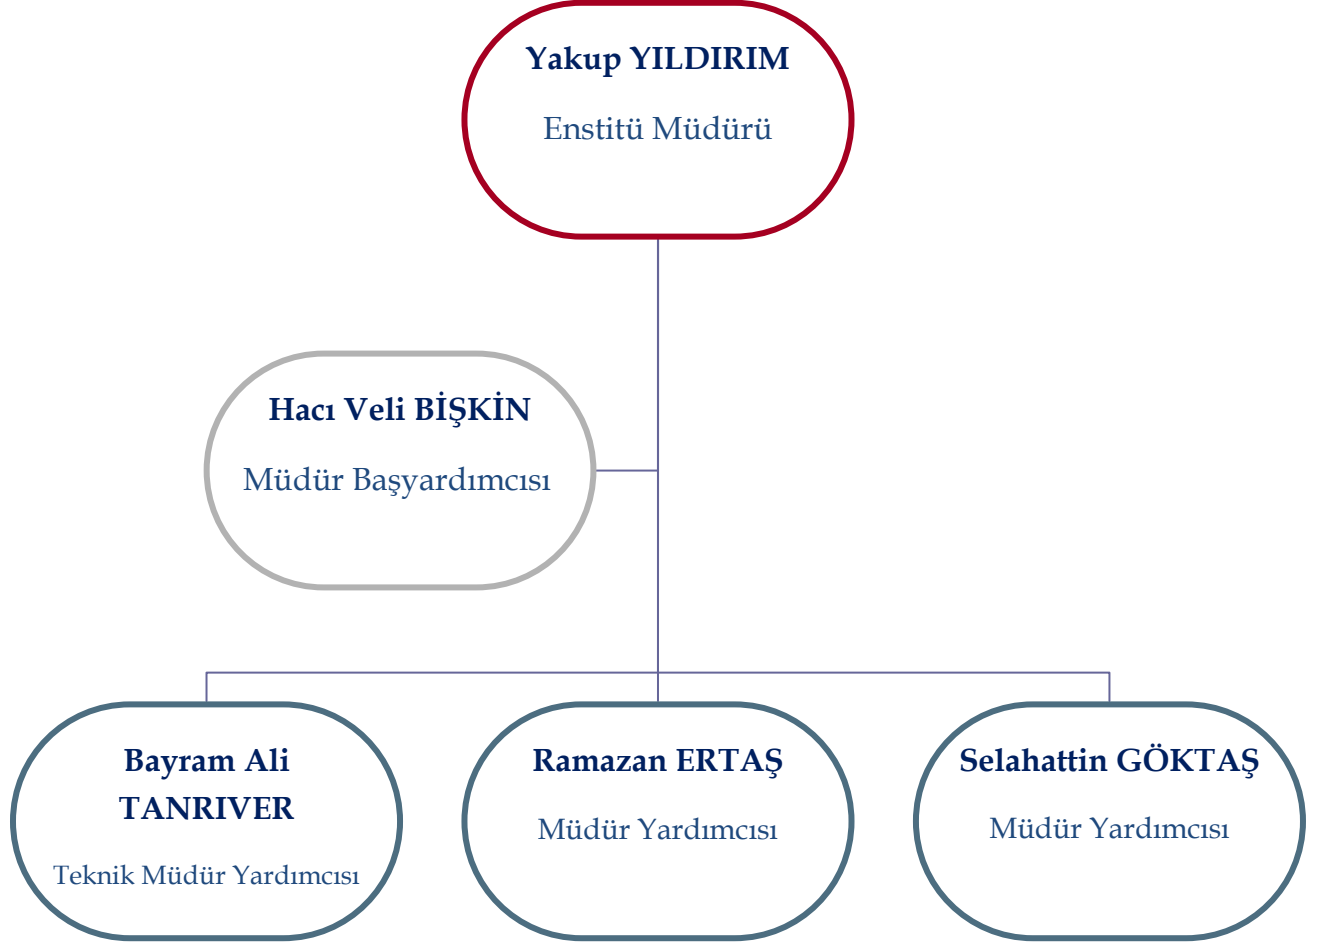 Yakup YILDIRIM
Enstitü Müdürü
Hacı Veli BİŞKİN
Müdür Başyardımcısı
Bayram Ali
TANRIVER
Teknik Müdür Yardımcısı
Ramazan ERTAŞ
Müdür Yardımcısı
Selahattin GÖKTAŞ
Müdür Yardımcısı